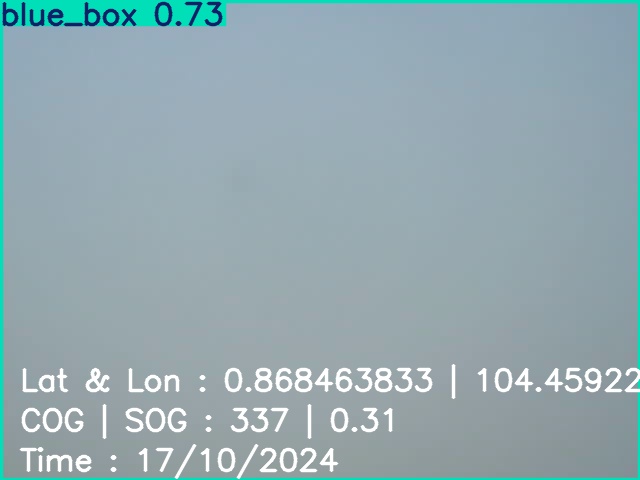 blue_box 0.73
Lat & Lon : 0.868463833 | 104.45922
COG | SOG : 337 | 0.31
Time : 17/10/2024